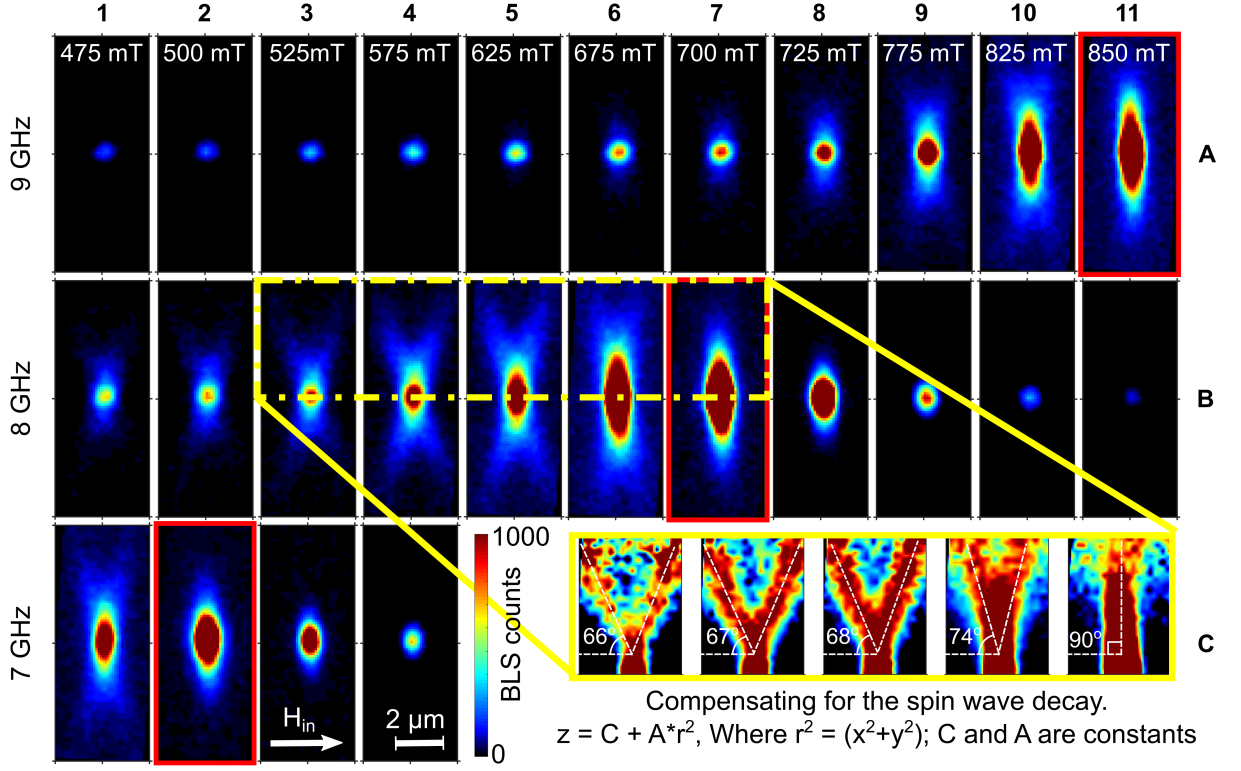 1 2 3 4 5 6 7 8 9 10 11
475 mT 500 mT 525mT 575 mT 625 mT 675 mT 700 mT 725 mT 775 mT 825 mT 850 mT
9 GHz
A
8 GHz
B
7 GHz
H_in
2 µm
1000
BLS counts
0
66° 67° 68° 74° 90°
C
Compensating for the spin wave decay.
z = C + A*r², Where r² = (x²+y²); C and A are constants